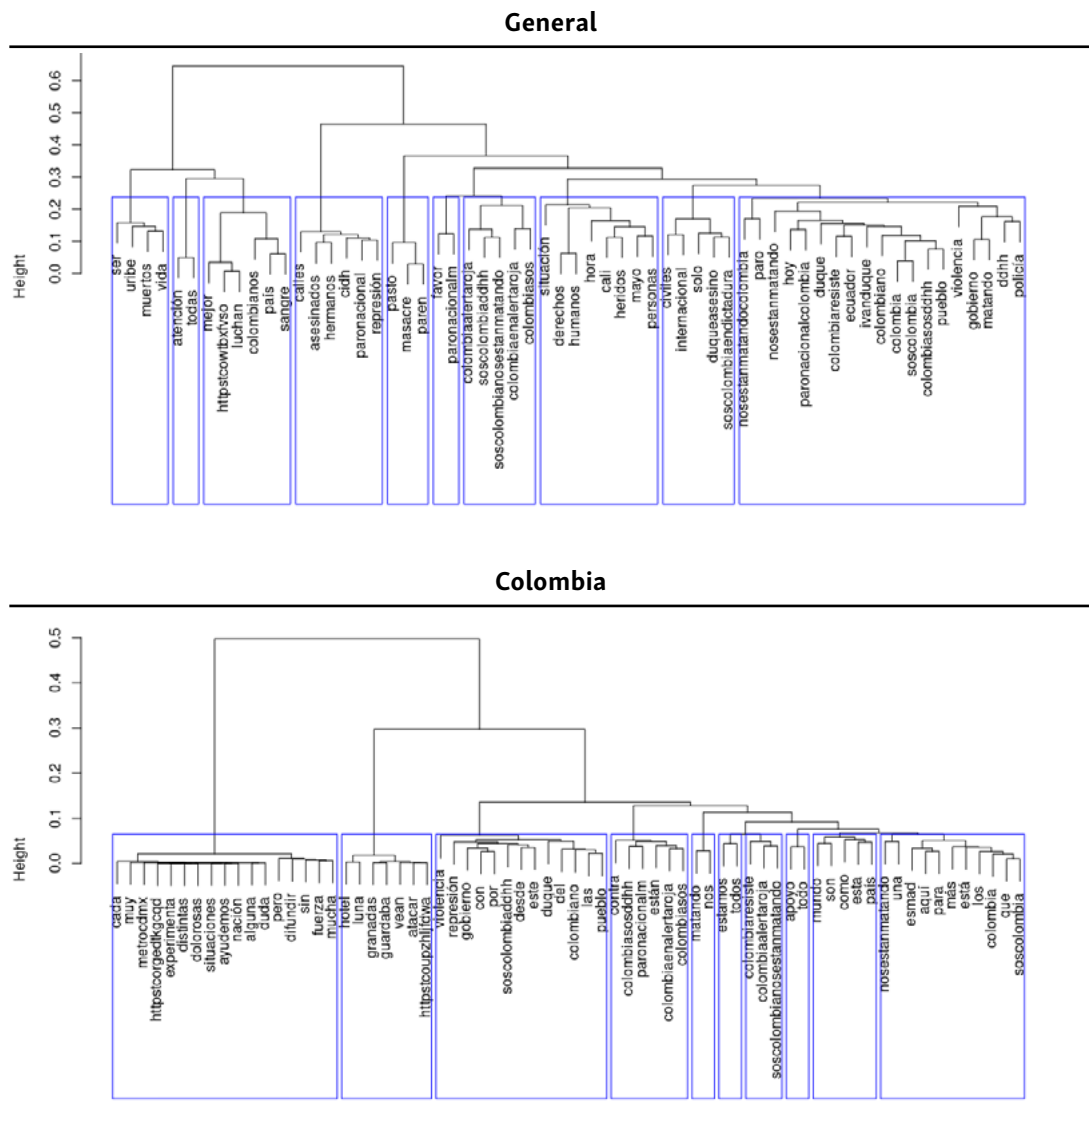 General
Height
0.6
0.5
0.4
0.3
0.2
0.1
0.0
ser
uribe
muertos
vida
atención
todas
mejor
httpstcowtbxrlvso
luchan
colombianos
país
sangre
calles
asesinados
hermanos
cidh
paronacional
represión
pasto
masacre
paren
favor
paronacionalm
colombiaalertaroja
soscolombiaddhh
soscolombianosestanmatando
colombiaenalertaroja
colombiasos
situación
derechos
humanos
hora
cali
heridos
mayo
personas
civiles
internacional
solo
duqueasesino
soscolombiaendictadura
nosestanmatandocolombia
paro
nosestanmatando
hoy
paronacionalcolombia
duque
colombiaresiste
ecuador
ivanduque
colombiano
colombia
soscolombia
colombiasosddhh
pueblo
violencia
gobierno
matando
ddhh
policía
Colombia
Height
0.5
0.4
0.3
0.2
0.1
0.0
cada
muy
metrocdmx
experimenta
distintas
dolorosas
situaciones
ayudemos
nación
alguna
duda
pero
difundir
sin
fuerza
mucha
hotel
luna
granadas
guardaba
vean
atacar
violencia
represión
gobierno
con
por
soscolombiaddhh
desde
este
duque
del
colombiano
las
pueblo
contra
colombiasosddhh
paronacionalm
están
colombiaenalertaroja
colombiasos
matando
nos
estamos
todos
colombiaresiste
colombiaalertaroja
soscolombianosestanmatando
apoyo
todo
mundo
son
como
esta
país
nosestanmatando
una
esmad
aquí
para
más
está
los
colombia
que
soscolombia